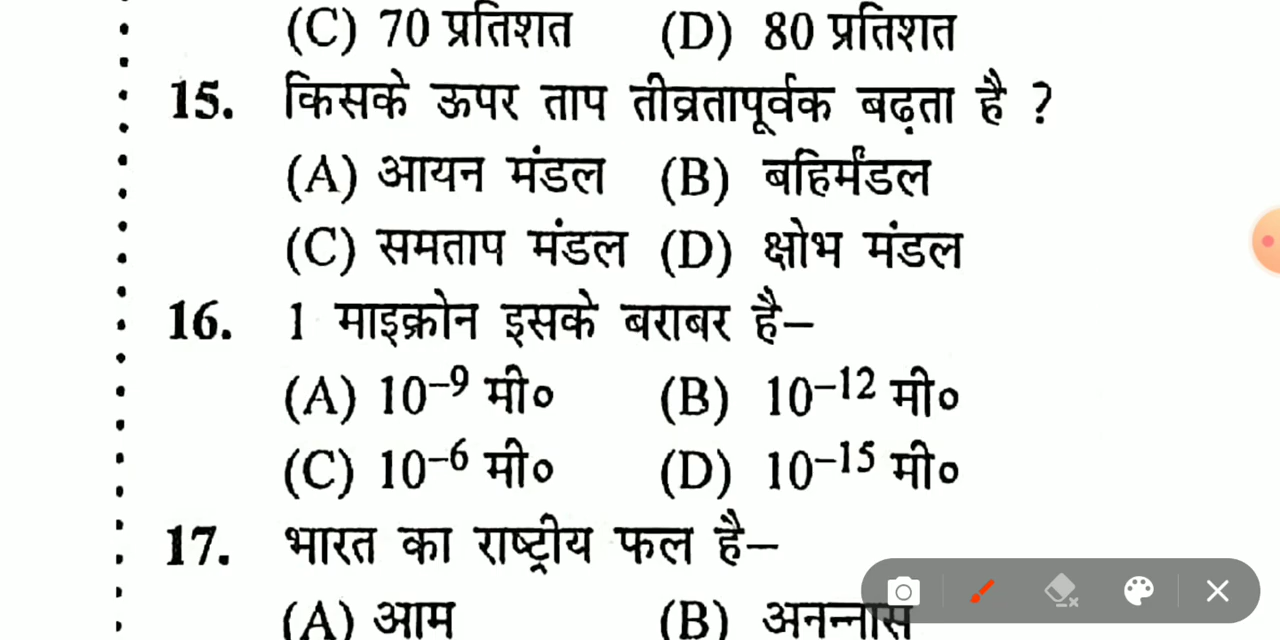 (C) 70 प्रतिशत (D) 80 प्रतिशत
15. किसके ऊपर ताप तीव्रतापूर्वक बढ़ता है ?
(A) आयन मंडल (B) बहिर्मंडल
(C) समताप मंडल (D) क्षोभ मंडल
16. 1 माइक्रोन इसके बराबर है–
(A) 10⁻⁹ मी० (B) 10⁻¹² मी०
(C) 10⁻⁶ मी० (D) 10⁻¹⁵ मी०
17. भारत का राष्ट्रीय फल है–
(A) आम (B) अनन्नास